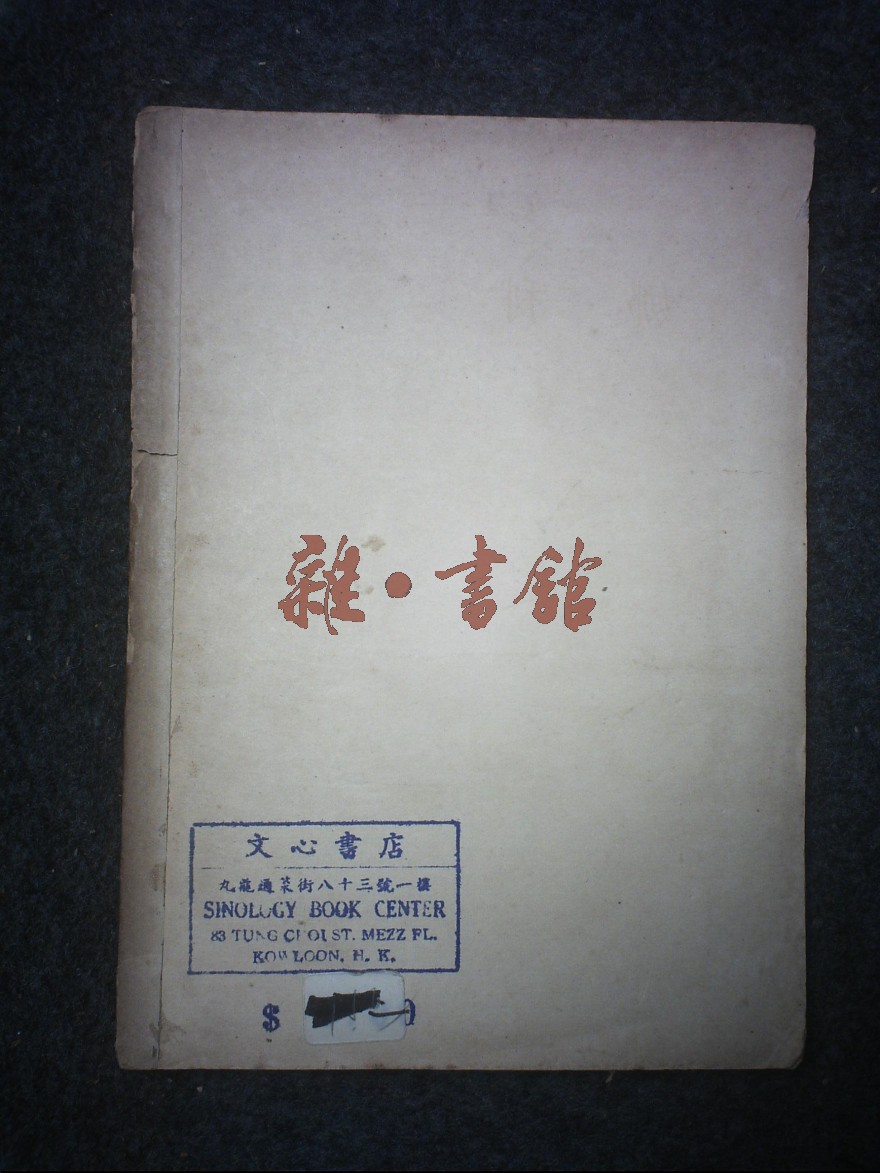 雜·書館
文心書店
九龍通菜街八十三號一樓
SINOLOGY BOOK CENTER
83 TUNG CHOI ST. MEZZ FL.
KOWLOON, H. K.
$